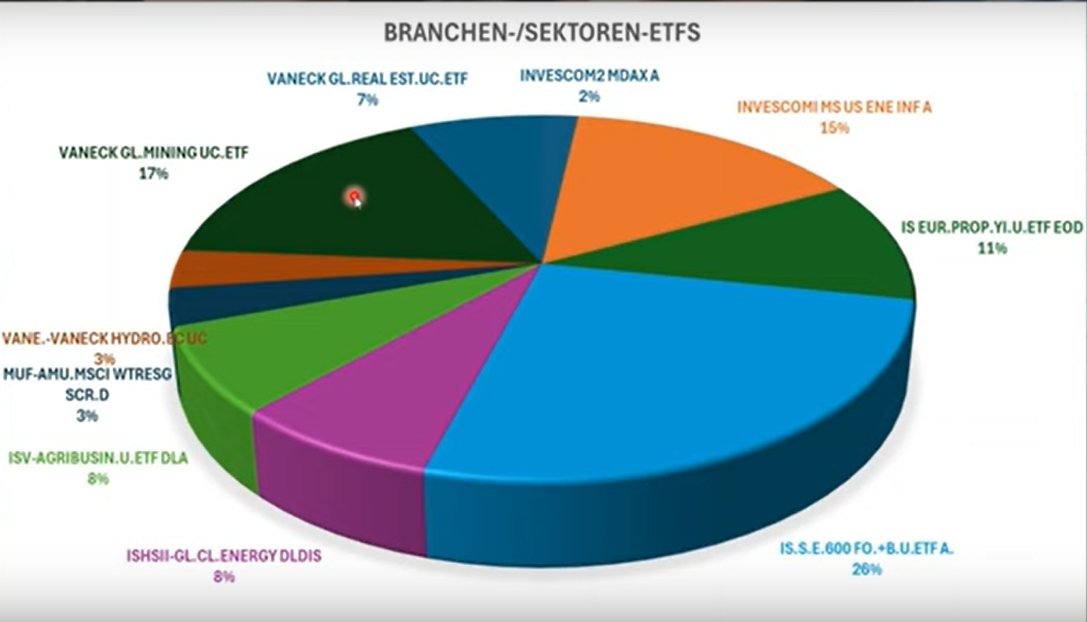 BRANCHEN-/SEKTOREN-ETFS
VANECK GL.REAL EST.UC.ETF
7%
INVESCOM2 MDAX A
2%
INVESCOMI MS US ENE INF A
15%
VANECK GL.MINING UC.ETF
17%
IS EUR.PROP.YI.U.ETF EOD
11%
VANE.-VANECK HYDRO.EC UC
3%
MUF-AMU.MSCI WTRESG
SCR.D
3%
ISV-AGRIBUSIN.U.ETF DLA
8%
ISHSII-GL.CL.ENERGY DLDIS
8%
IS.S.E.600 FO.+B.U.ETF A.
26%